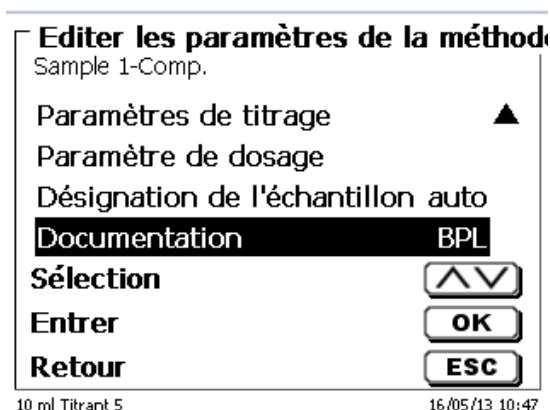 Editer les paramètres de la méthod
Sample 1-Comp.
Paramètres de titrage
Paramètre de dosage
Désignation de l'échantillon auto
Documentation BPL
Sélection
Entrer OK
Retour ESC
10 ml Titrant 5 16/05/13 10:47